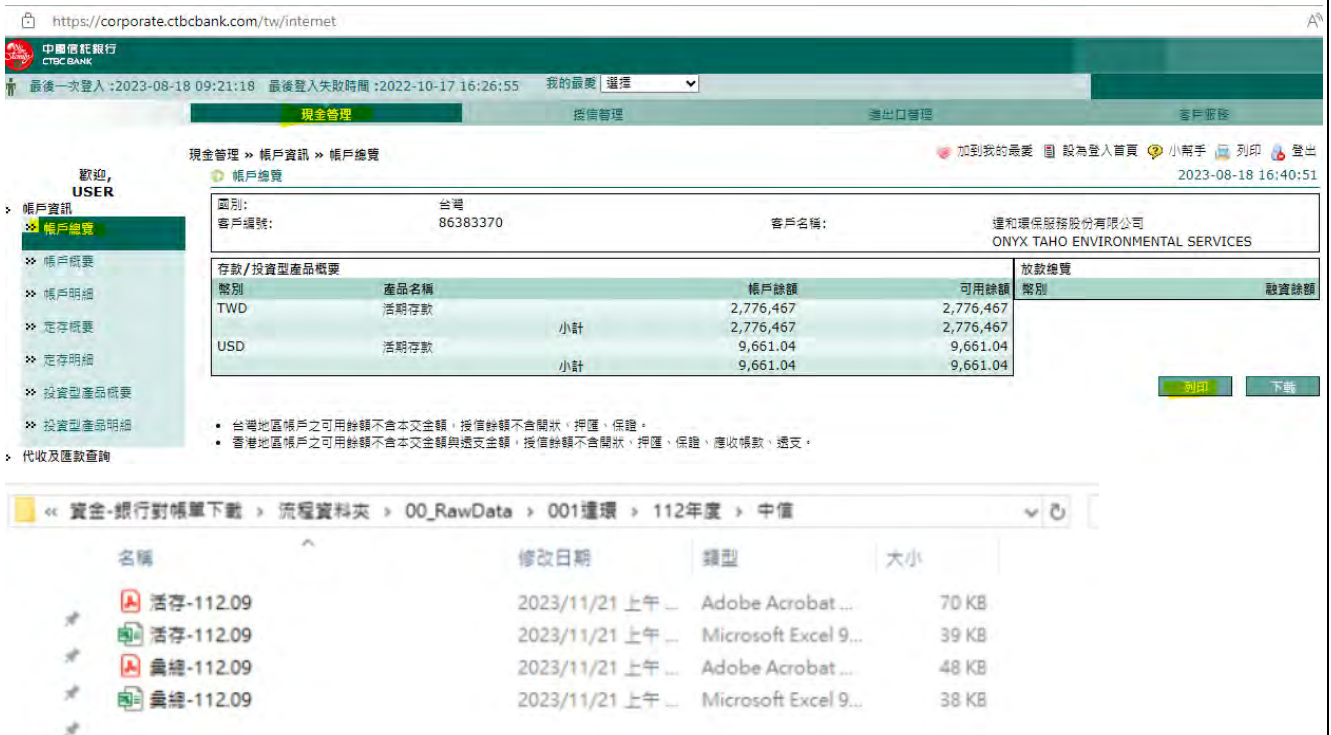 https://corporate.ctbcbank.com/tw/internet
中國信託銀行
CTBC BANK
最後一次登入 :2023-08-18 09:21:18 最後登入失敗時間 :2022-10-17 16:26:55 我的最愛 選擇
現金管理 授信管理 進出口管理 客戶服務
現金管理 » 帳戶資訊 » 帳戶總覽
加到我的最愛 設為登入首頁 小幫手 列印 登出
歡迎,
USER
帳戶總覽 2023-08-18 16:40:51
帳戶資訊
帳戶總覽
帳戶概要
帳戶明細
定存概要
定存明細
投資型產品概要
投資型產品明細
代收及匯款查詢
國別: 台灣
客戶編號: 86383370 客戶名稱: 達和環保服務股份有限公司
ONYX TAHO ENVIRONMENTAL SERVICES
存款/投資型產品概要 放款總覽
幣別 產品名稱 帳戶餘額 可用餘額 幣別 融資餘額
TWD 活期存款 2,776,467 2,776,467
小計 2,776,467 2,776,467
USD 活期存款 9,661.04 9,661.04
小計 9,661.04 9,661.04
列印 下載
• 台灣地區帳戶之可用餘額不含本交金額，授信餘額不含開狀、押匯、保證。
• 香港地區帳戶之可用餘額不含本交金額與透支金額，授信餘額不含開狀、押匯、保證、應收帳款、透支。
« 資金-銀行對帳單下載 › 流程資料夾 › 00_RawData › 001達環 › 112年度 › 中信
名稱 修改日期 類型 大小
活存-112.09 2023/11/21 上午 ... Adobe Acrobat ... 70 KB
活存-112.09 2023/11/21 上午 ... Microsoft Excel 9... 39 KB
彙總-112.09 2023/11/21 上午 ... Adobe Acrobat ... 48 KB
彙總-112.09 2023/11/21 上午 ... Microsoft Excel 9... 38 KB